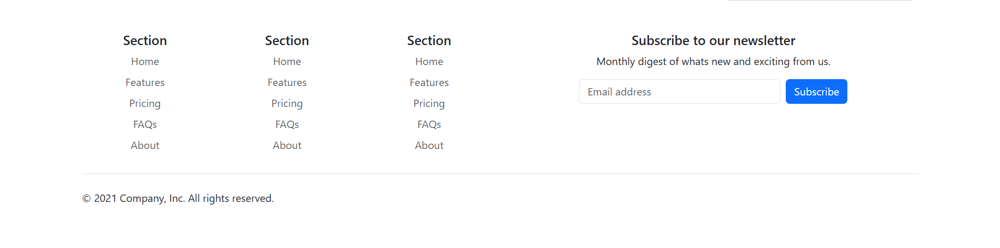 Section
Home
Features
Pricing
FAQs
About
Section
Home
Features
Pricing
FAQs
About
Section
Home
Features
Pricing
FAQs
About
Subscribe to our newsletter
Monthly digest of whats new and exciting from us.
Email address
Subscribe
© 2021 Company, Inc. All rights reserved.